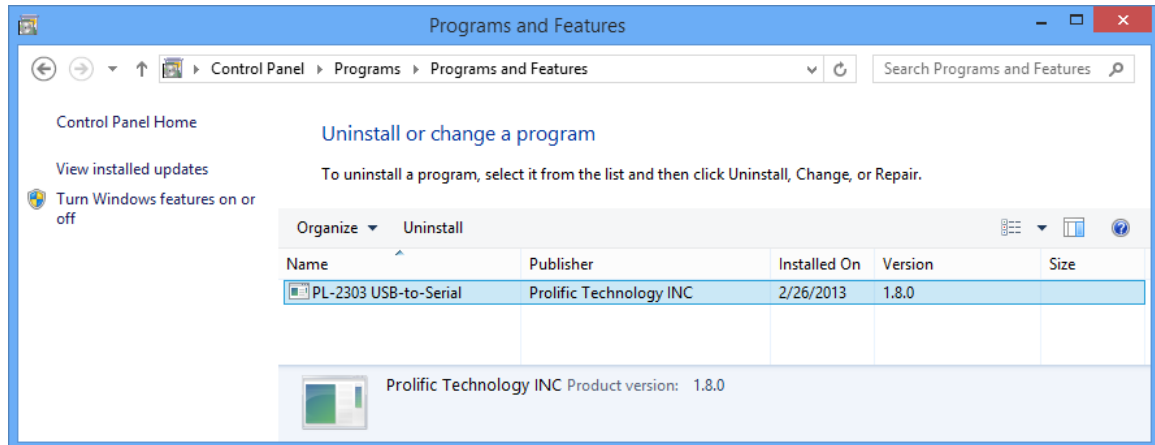 Programs and Features
Control Panel Programs Programs and Features Search Programs and Features
Control Panel Home
View installed updates
Turn Windows features on or
off
Uninstall or change a program
To uninstall a program, select it from the list and then click Uninstall, Change, or Repair.
Organize Uninstall
Name Publisher Installed On Version Size
PL-2303 USB-to-Serial Prolific Technology INC 2/26/2013 1.8.0
Prolific Technology INC Product version: 1.8.0